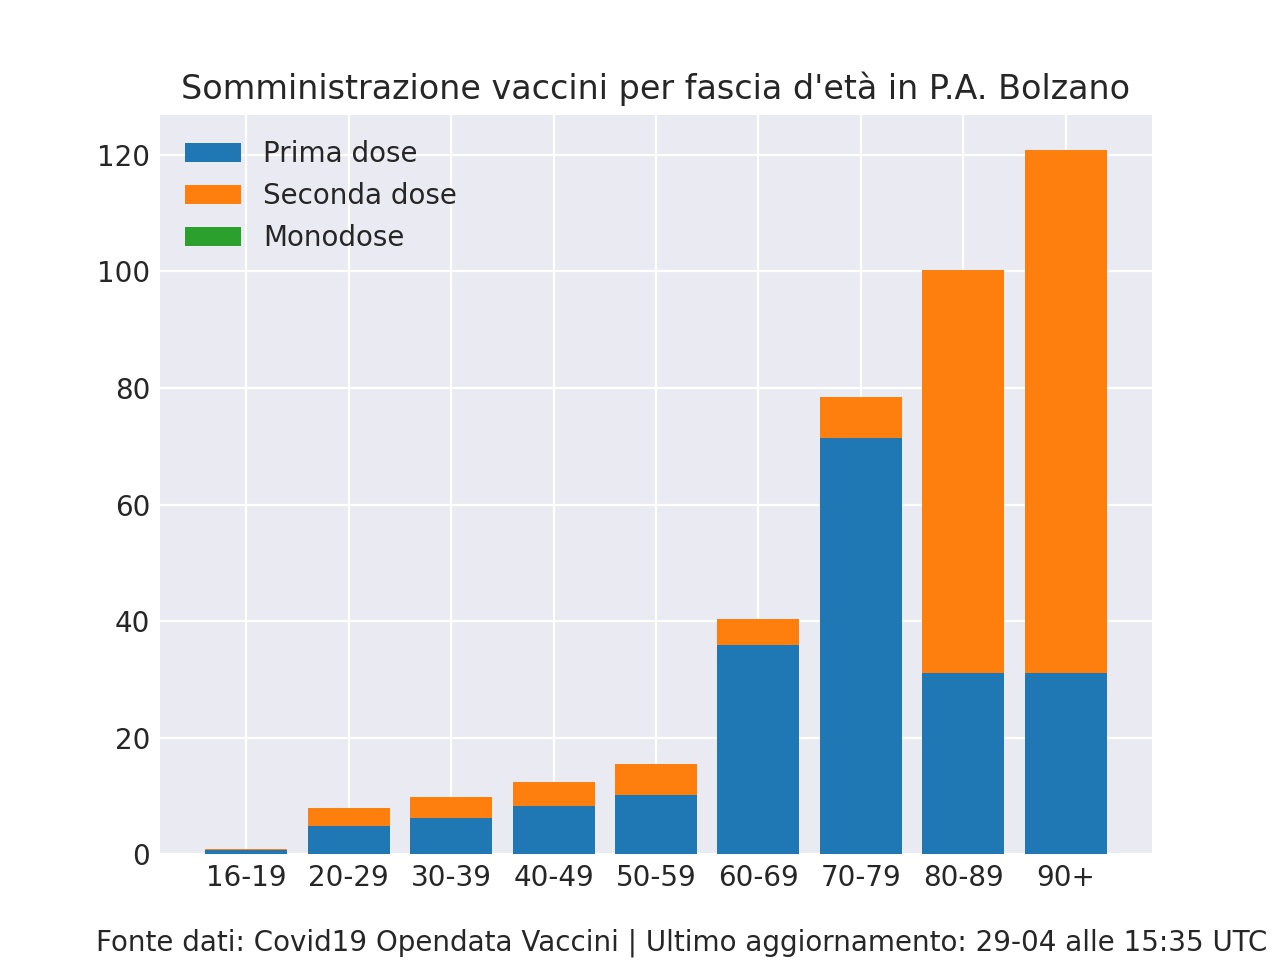 Somministrazione vaccini per fascia d'età in P.A. Bolzano
Prima dose
Seconda dose
Monodose
120
100
80
60
40
20
0
16-19 20-29 30-39 40-49 50-59 60-69 70-79 80-89 90+
Fonte dati: Covid19 Opendata Vaccini | Ultimo aggiornamento: 29-04 alle 15:35 UTC